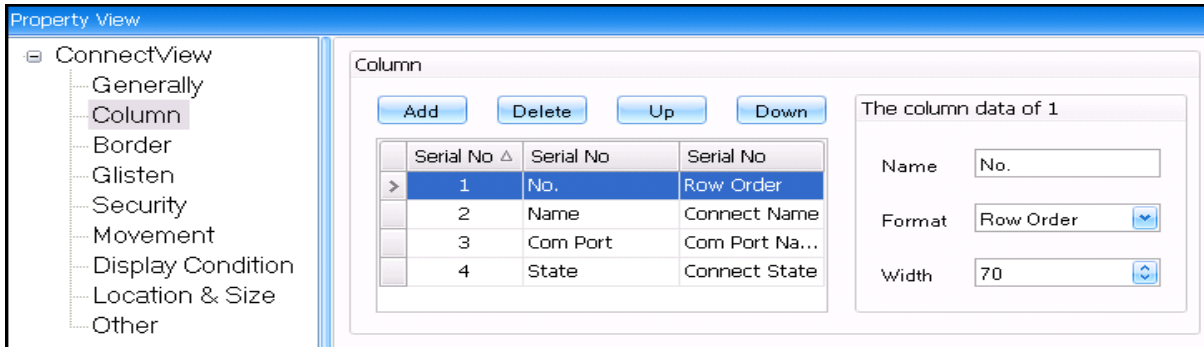 Property View
ConnectView
Generally
Column
Border
Glisten
Security
Movement
Display Condition
Location & Size
Other
Column
Add Delete Up Down
Serial No Serial No Serial No
1 No. Row Order
2 Name Connect Name
3 Com Port Com Port Na...
4 State Connect State
The column data of 1
Name No.
Format Row Order
Width 70